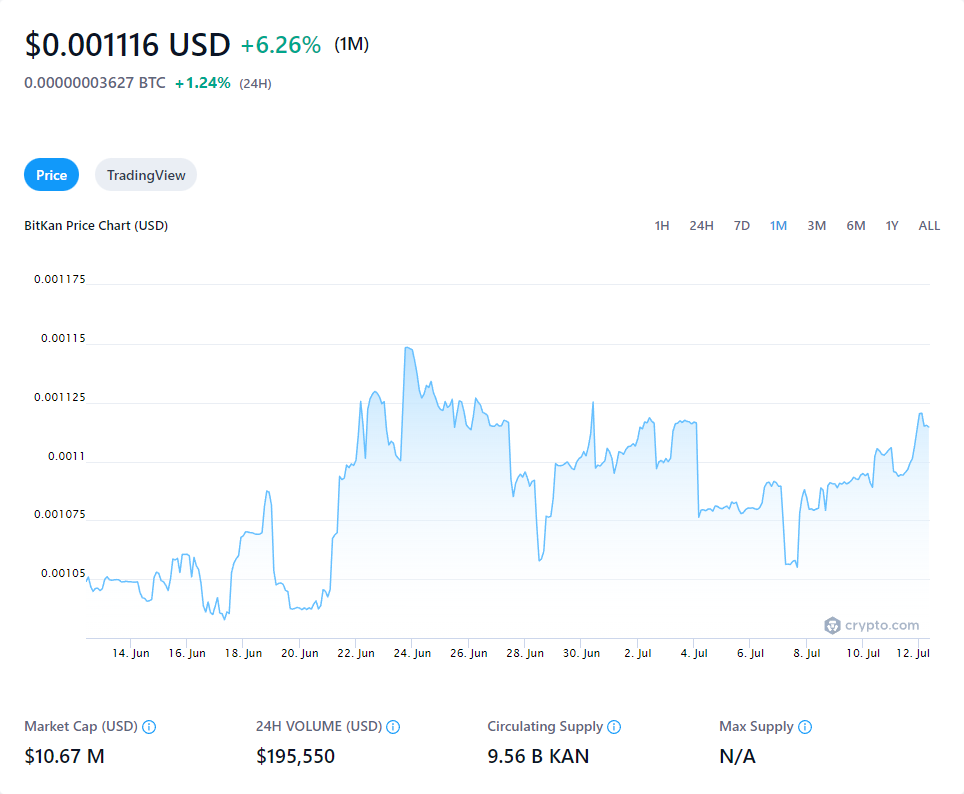 $0.001116 USD +6.26% (1M)
0.00000003627 BTC +1.24% (24H)
Price TradingView
BitKan Price Chart (USD) 1H 24H 7D 1M 3M 6M 1Y ALL
0.001175
0.00115
0.001125
0.0011
0.001075
0.00105
crypto.com
14. Jun 16. Jun 18. Jun 20. Jun 22. Jun 24. Jun 26. Jun 28. Jun 30. Jun 2. Jul 4. Jul 6. Jul 8. Jul 10. Jul 12. Jul
Market Cap (USD) 24H VOLUME (USD) Circulating Supply Max Supply
$10.67 M $195,550 9.56 B KAN N/A